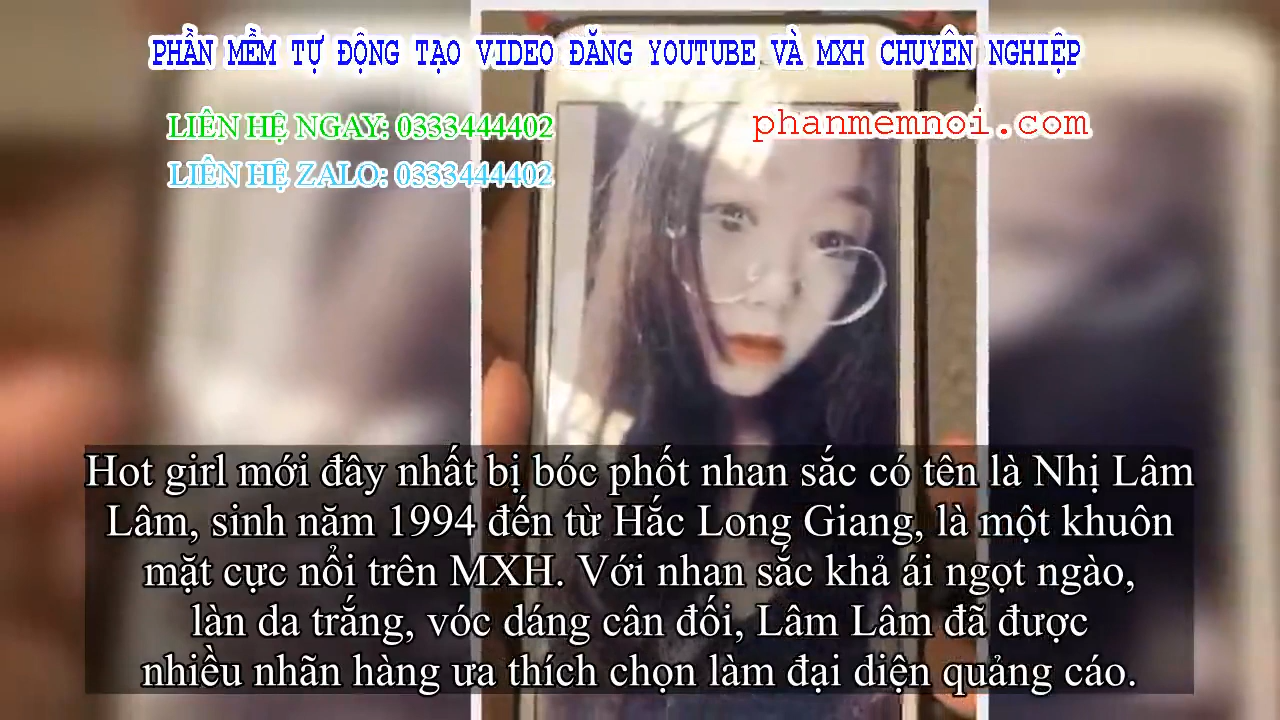 PHẦN MỀM TỰ ĐỘNG TẠO VIDEO ĐĂNG YOUTUBE VÀ MXH CHUYÊN NGHIỆP
LIÊN HỆ NGAY: 0333444402
phanmemnoi.com
LIÊN HỆ ZALO: 0333444402
Hot girl mới đây nhất bị bóc phốt nhan sắc có tên là Nhị Lâm
Lâm, sinh năm 1994 đến từ Hắc Long Giang, là một khuôn
mặt cực nổi trên MXH. Với nhan sắc khả ái ngọt ngào,
làn da trắng, vóc dáng cân đối, Lâm Lâm đã được
nhiều nhãn hàng ưa thích chọn làm đại diện quảng cáo.